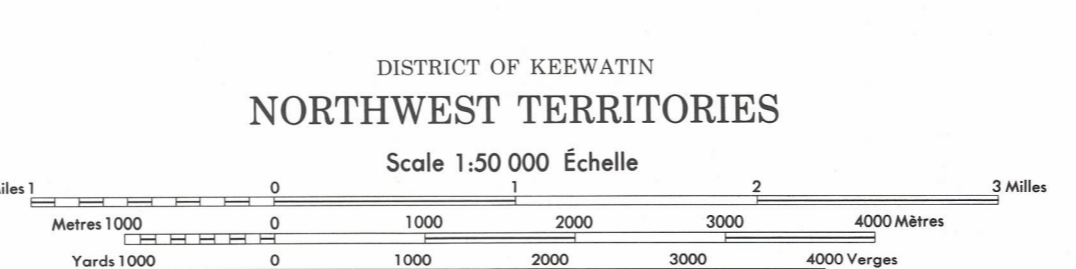 DISTRICT OF KEEWATIN
NORTHWEST TERRITORIES
Scale 1:50 000 Échelle
iles 1 0 1 2 3 Milles
Metres 1000 0 1000 2000 3000 4000 Mètres
Yards 1000 0 1000 2000 3000 4000 Verges